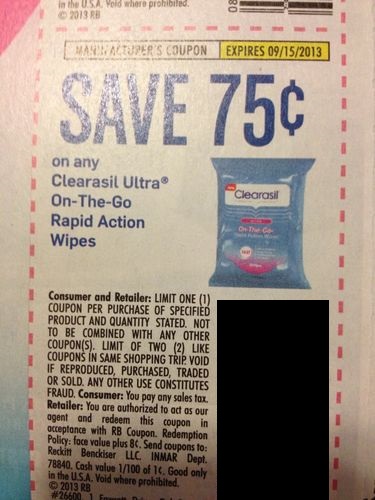 in the U.S.A. Void where prohibited.
© 2013 RB
08
MANUFACTURER'S COUPON
EXPIRES 09/15/2013
SAVE 75¢
on any
Clearasil Ultra®
On-The-Go
Rapid Action
Wipes
Clearasil
On-The-Go
Rapid Action Wipes
Consumer and Retailer: LIMIT ONE (1)
COUPON PER PURCHASE OF SPECIFIED
PRODUCT AND QUANTITY STATED. NOT
TO BE COMBINED WITH ANY OTHER
COUPON(S). LIMIT OF TWO (2) LIKE
COUPONS IN SAME SHOPPING TRIP. VOID
IF REPRODUCED, PURCHASED, TRADED
OR SOLD. ANY OTHER USE CONSTITUTES
FRAUD. Consumer: You pay any sales tax.
Retailer: You are authorized to act as our
agent and redeem this coupon in
acceptance with RB Coupon. Redemption
Policy: face value plus 8¢. Send coupons to:
Reckitt Benckiser LLC. INMAR Dept.
78840. Cash value 1/100 of 1¢. Good only
in the U.S.A. Void where prohibited.
© 2013 RB
#26600 1